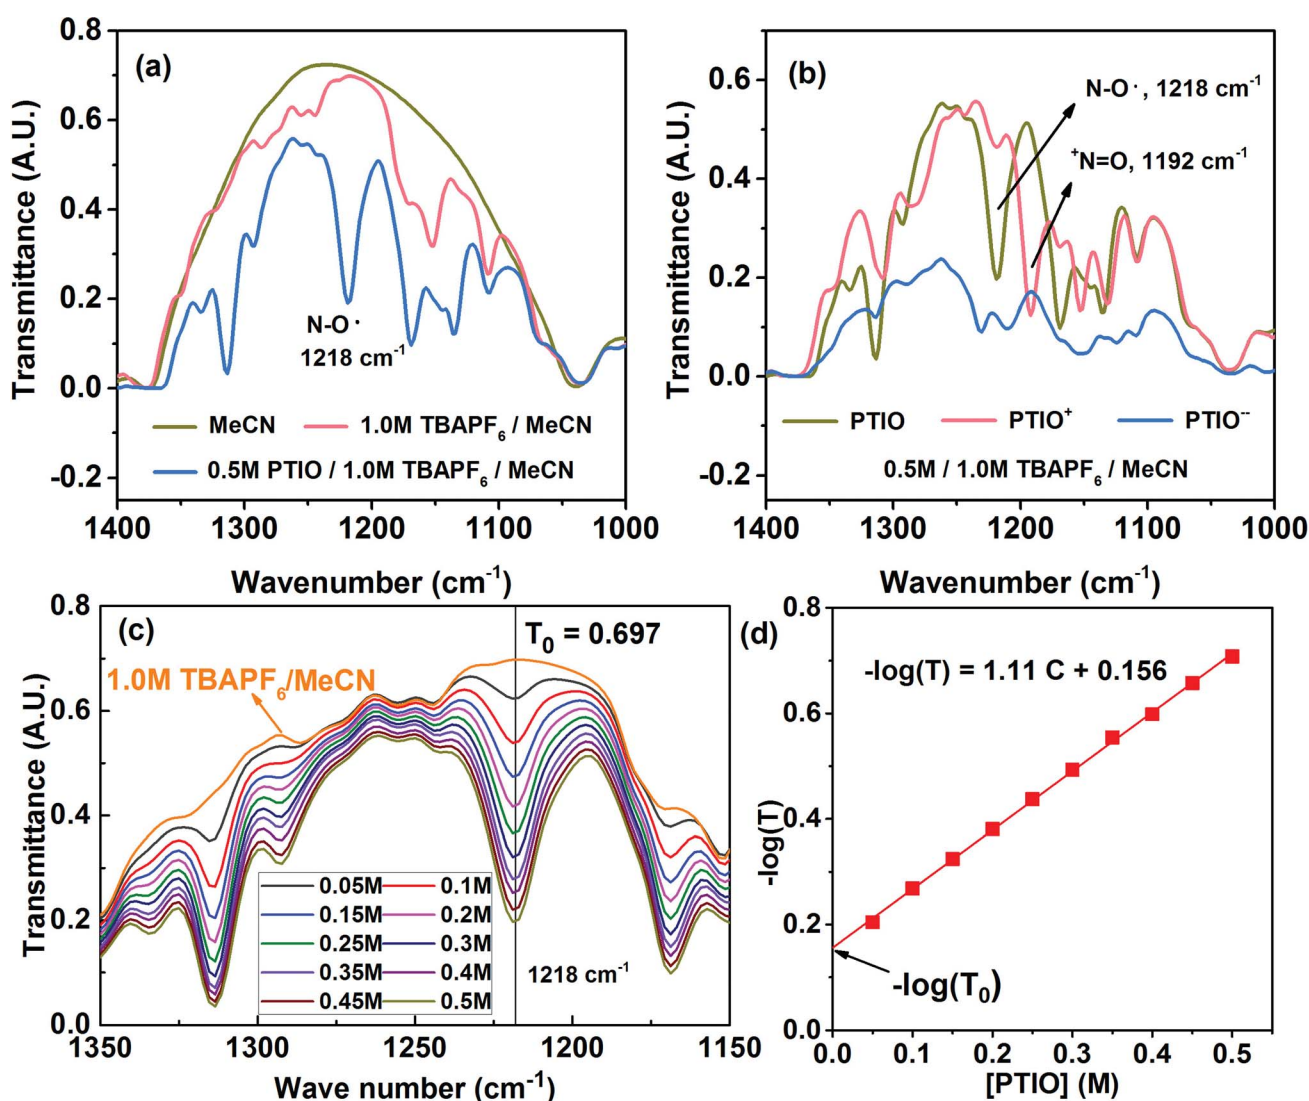 (a)
0.8
0.6
0.4
0.2
0.0
-0.2
Transmittance (A.U.)
N-O·
1218 cm⁻¹
MeCN
1.0M TBAPF₆ / MeCN
0.5M PTIO / 1.0M TBAPF₆ / MeCN
1400 1300 1200 1100 1000
Wavenumber (cm⁻¹)
(b)
0.6
0.4
0.2
0.0
-0.2
Transmittance (A.U.)
N-O·, 1218 cm⁻¹
⁺N=O, 1192 cm⁻¹
PTIO PTIO⁺ PTIO·⁻
0.5M / 1.0M TBAPF₆ / MeCN
1400 1300 1200 1100 1000
Wavenumber (cm⁻¹)
(c)
0.8
0.6
0.4
0.2
0.0
Transmittance (A.U.)
T₀ = 0.697
1.0M TBAPF₆/MeCN
0.05M 0.1M
0.15M 0.2M
0.25M 0.3M
0.35M 0.4M
0.45M 0.5M
1218 cm⁻¹
1350 1300 1250 1200 1150
Wave number (cm⁻¹)
(d)
0.8
0.6
0.4
0.2
0.0
-log(T)
-log(T) = 1.11 C + 0.156
-log(T₀)
0.0 0.1 0.2 0.3 0.4 0.5
[PTIO] (M)